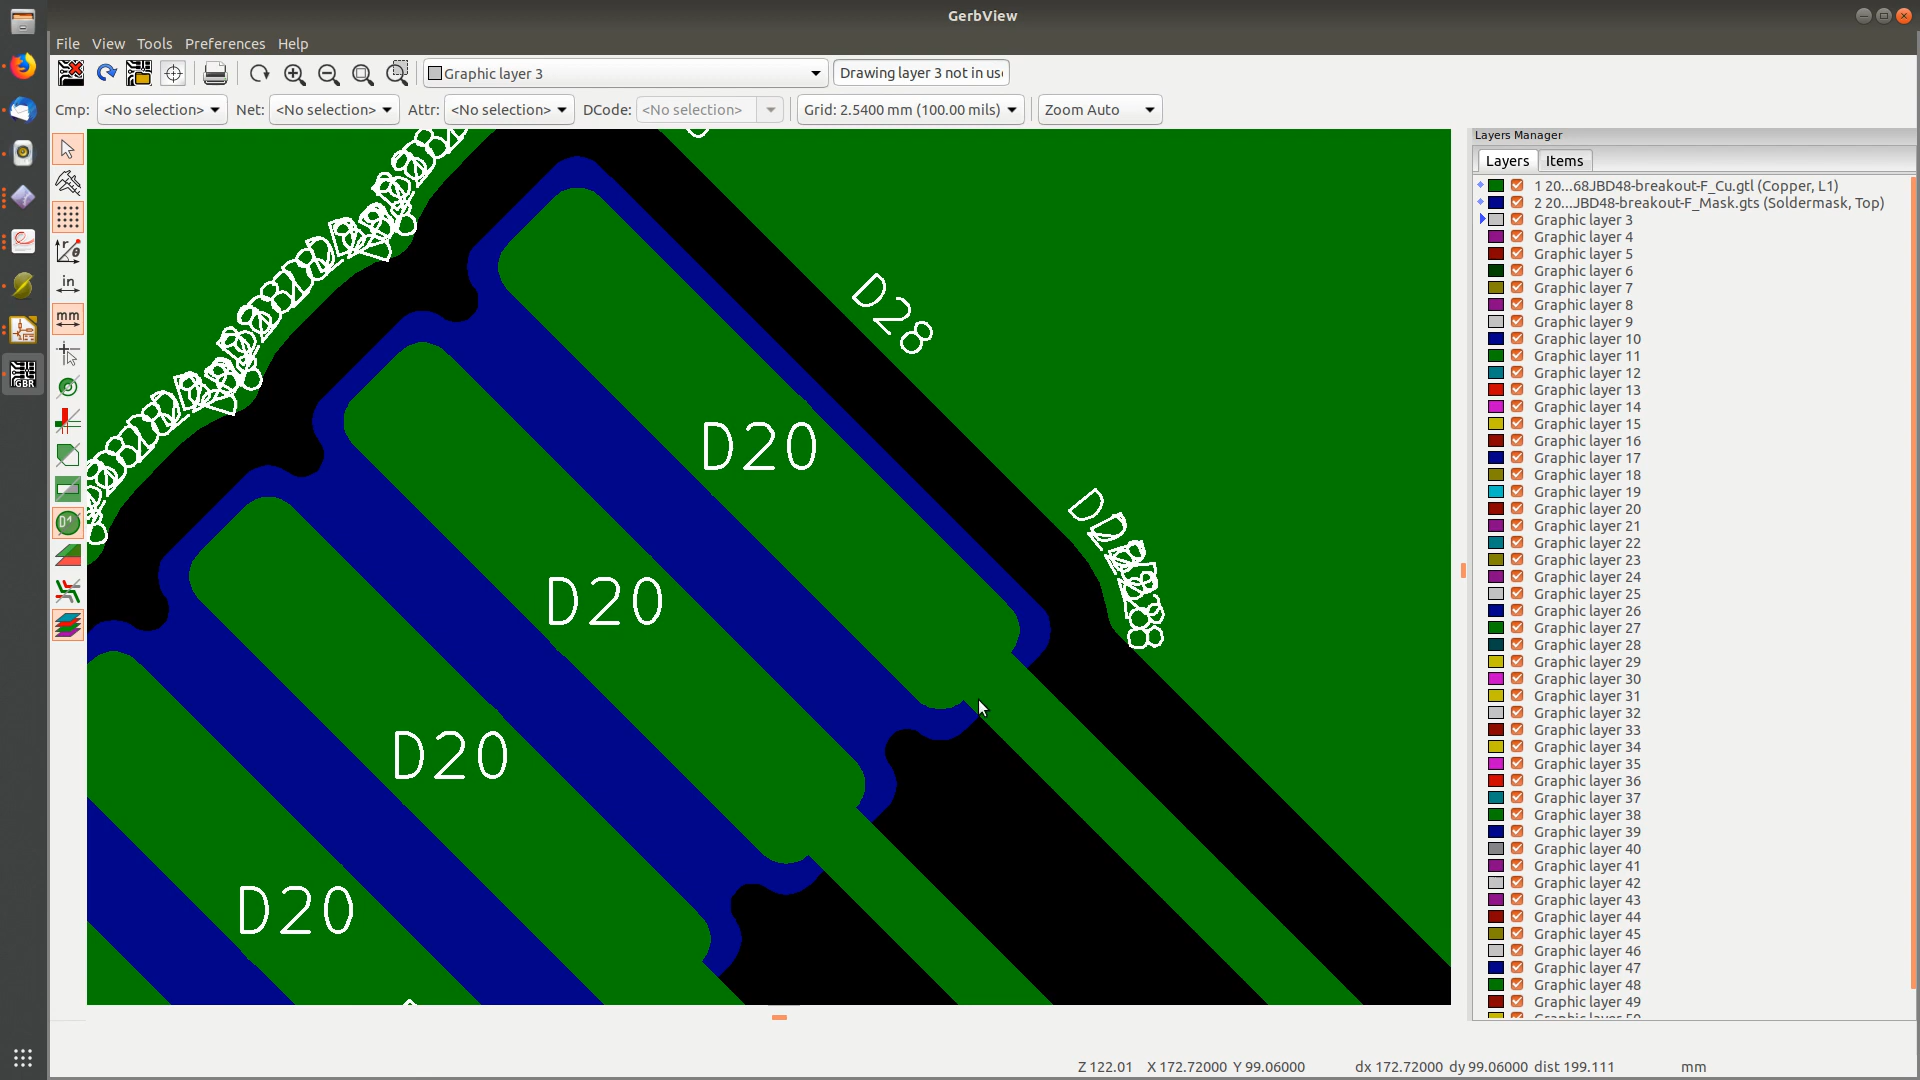 GerbView
File View Tools Preferences Help
Graphic layer 3
Drawing layer 3 not in us
Cmp: <No selection> Net: <No selection> Attr: <No selection> DCode: <No selection> Grid: 2.5400 mm (100.00 mils) Zoom Auto
Layers Manager
Layers Items
1 20...68JBD48-breakout-F_Cu.gtl (Copper, L1)
2 20...JBD48-breakout-F_Mask.gts (Soldermask, Top)
Graphic layer 3
Graphic layer 4
Graphic layer 5
Graphic layer 6
Graphic layer 7
Graphic layer 8
Graphic layer 9
Graphic layer 10
Graphic layer 11
Graphic layer 12
Graphic layer 13
Graphic layer 14
Graphic layer 15
Graphic layer 16
Graphic layer 17
Graphic layer 18
Graphic layer 19
Graphic layer 20
Graphic layer 21
Graphic layer 22
Graphic layer 23
Graphic layer 24
Graphic layer 25
Graphic layer 26
Graphic layer 27
Graphic layer 28
Graphic layer 29
Graphic layer 30
Graphic layer 31
Graphic layer 32
Graphic layer 33
Graphic layer 34
Graphic layer 35
Graphic layer 36
Graphic layer 37
Graphic layer 38
Graphic layer 39
Graphic layer 40
Graphic layer 41
Graphic layer 42
Graphic layer 43
Graphic layer 44
Graphic layer 45
Graphic layer 46
Graphic layer 47
Graphic layer 48
Graphic layer 49
in
mm
GBR
D28
D20
D20
D20
D20
Z 122.01 X 172.72000 Y 99.06000 dx 172.72000 dy 99.06000 dist 199.111 mm